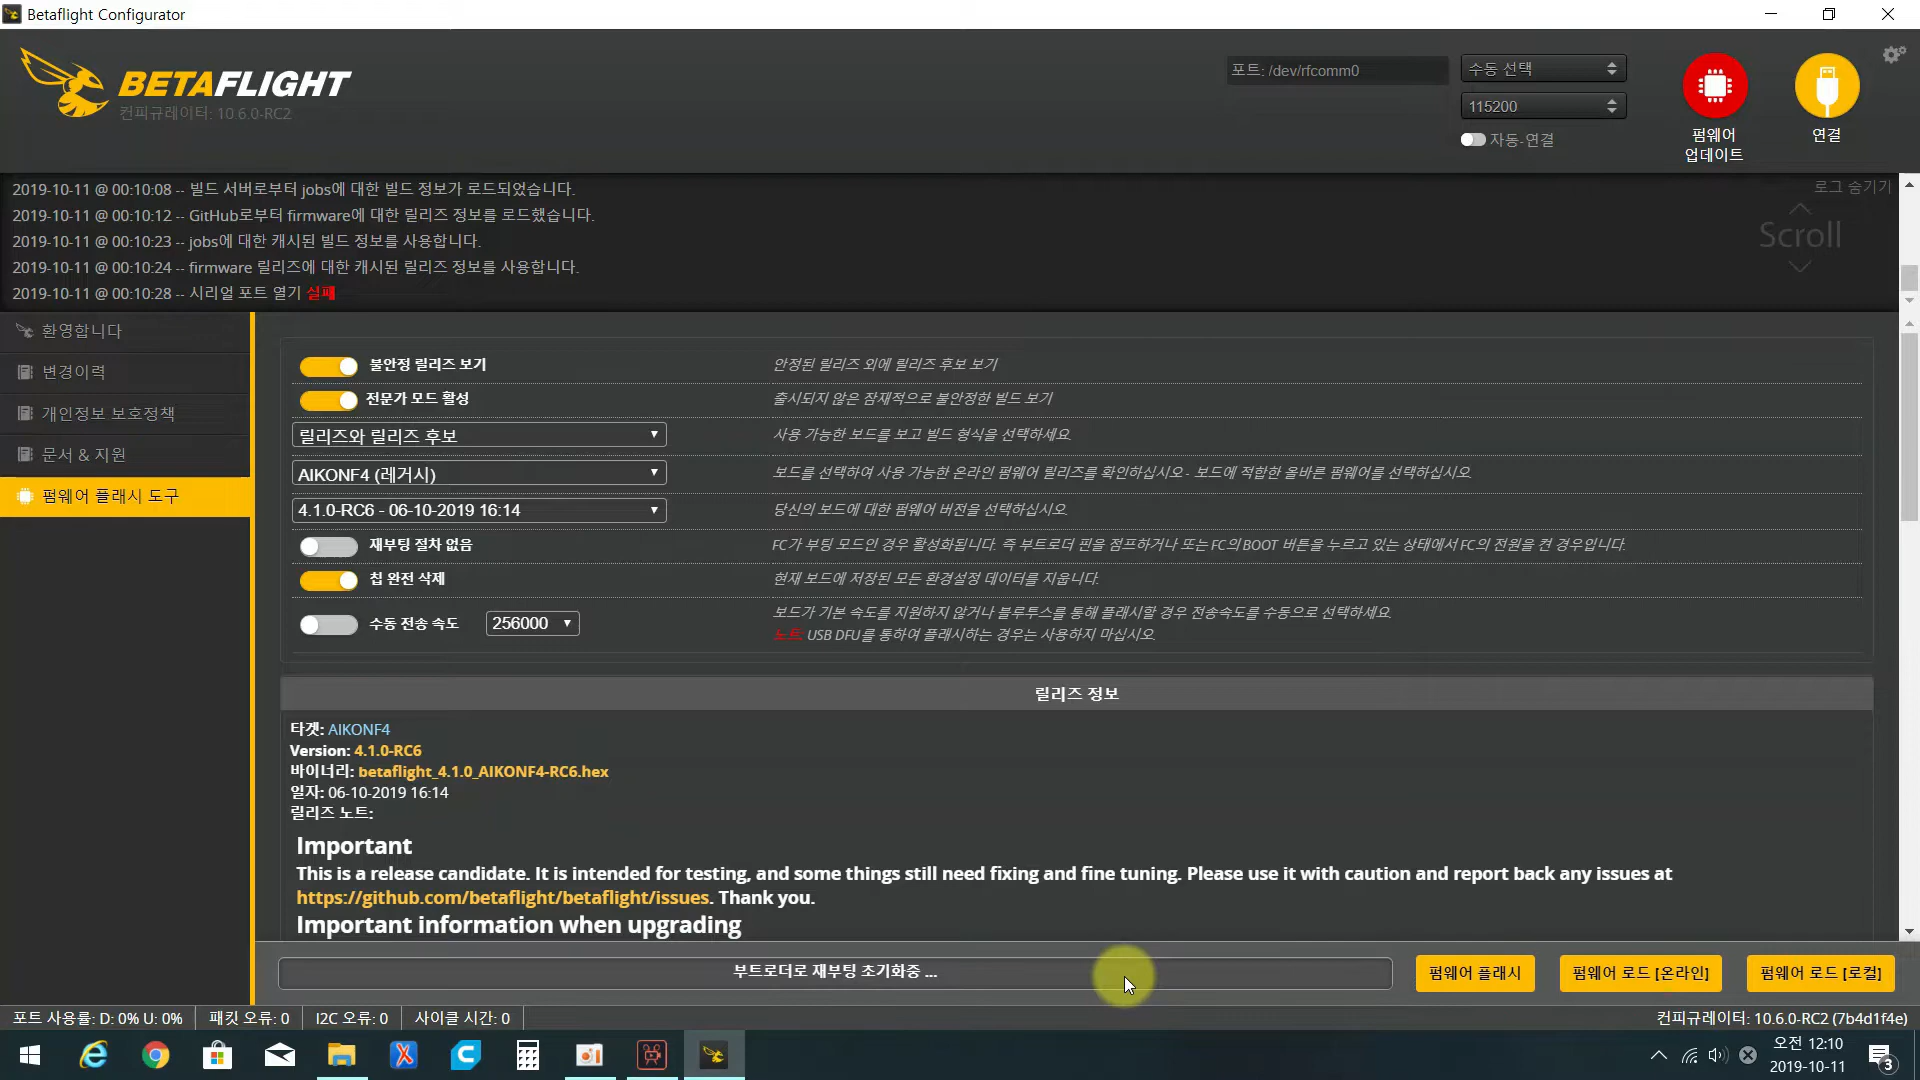 Betaflight Configurator
BETAFLIGHT
컨피규레이터: 10.6.0-RC2
포트: /dev/rfcomm0
수동 선택
115200
자동-연결
펌웨어
업데이트
연결
2019-10-11 @ 00:10:08 -- 빌드 서버로부터 jobs에 대한 빌드 정보가 로드되었습니다.
2019-10-11 @ 00:10:12 -- GitHub로부터 firmware에 대한 릴리즈 정보를 로드했습니다.
2019-10-11 @ 00:10:23 -- jobs에 대한 캐시된 빌드 정보를 사용합니다.
2019-10-11 @ 00:10:24 -- firmware 릴리즈에 대한 캐시된 릴리즈 정보를 사용합니다.
2019-10-11 @ 00:10:28 -- 시리얼 포트 열기 실패
로그 숨기기
Scroll
환영합니다
변경이력
개인정보 보호정책
문서 & 지원
펌웨어 플래시 도구
불안정 릴리즈 보기
안정된 릴리즈 외에 릴리즈 후보 보기
전문가 모드 활성
출시되지 않은 잠재적으로 불안정한 빌드 보기
릴리즈와 릴리즈 후보
사용 가능한 보드를 보고 빌드 형식을 선택하세요.
AIKONF4 (레거시)
보드를 선택하여 사용 가능한 온라인 펌웨어 릴리즈를 확인하십시오 - 보드에 적합한 올바른 펌웨어를 선택하십시오.
4.1.0-RC6 - 06-10-2019 16:14
당신의 보드에 대한 펌웨어 버전을 선택하십시오.
재부팅 절차 없음
FC가 부팅 모드인 경우 활성화됩니다. 즉 부트로더 핀을 점프하거나 또는 FC의 BOOT 버튼을 누르고 있는 상태에서 FC의 전원을 켠 경우입니다.
칩 완전 삭제
현재 보드에 저장된 모든 환경설정 데이터를 지웁니다.
수동 전송 속도
256000
보드가 기본 속도를 지원하지 않거나 블루투스를 통해 플래시할 경우 전송속도를 수동으로 선택하세요.
노트: USB DFU를 통하여 플래시하는 경우는 사용하지 마십시오.
릴리즈 정보
타겟: AIKONF4
Version: 4.1.0-RC6
바이너리: betaflight_4.1.0_AIKONF4-RC6.hex
일자: 06-10-2019 16:14
릴리즈 노트:
Important
This is a release candidate. It is intended for testing, and some things still need fixing and fine tuning. Please use it with caution and report back any issues at
https://github.com/betaflight/betaflight/issues. Thank you.
Important information when upgrading
부트로더로 재부팅 초기화중 ...
펌웨어 플래시
펌웨어 로드 [온라인]
펌웨어 로드 [로컬]
포트 사용률: D: 0% U: 0%
패킷 오류: 0
I2C 오류: 0
사이클 시간: 0
컨피규레이터: 10.6.0-RC2 (7b4d1f4e)
오전 12:10
2019-10-11
3